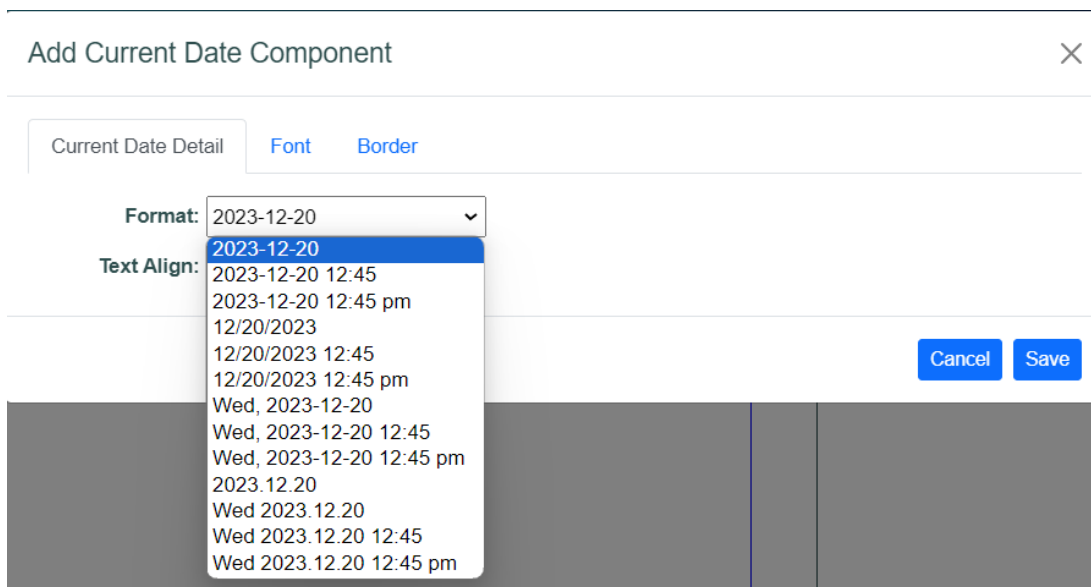 Add Current Date Component
Current Date Detail Font Border
Format: 2023-12-20
2023-12-20
Text Align:
2023-12-20 12:45
2023-12-20 12:45 pm
12/20/2023
12/20/2023 12:45
12/20/2023 12:45 pm
Cancel Save
Wed, 2023-12-20
Wed, 2023-12-20 12:45
Wed, 2023-12-20 12:45 pm
2023.12.20
Wed 2023.12.20
Wed 2023.12.20 12:45
Wed 2023.12.20 12:45 pm